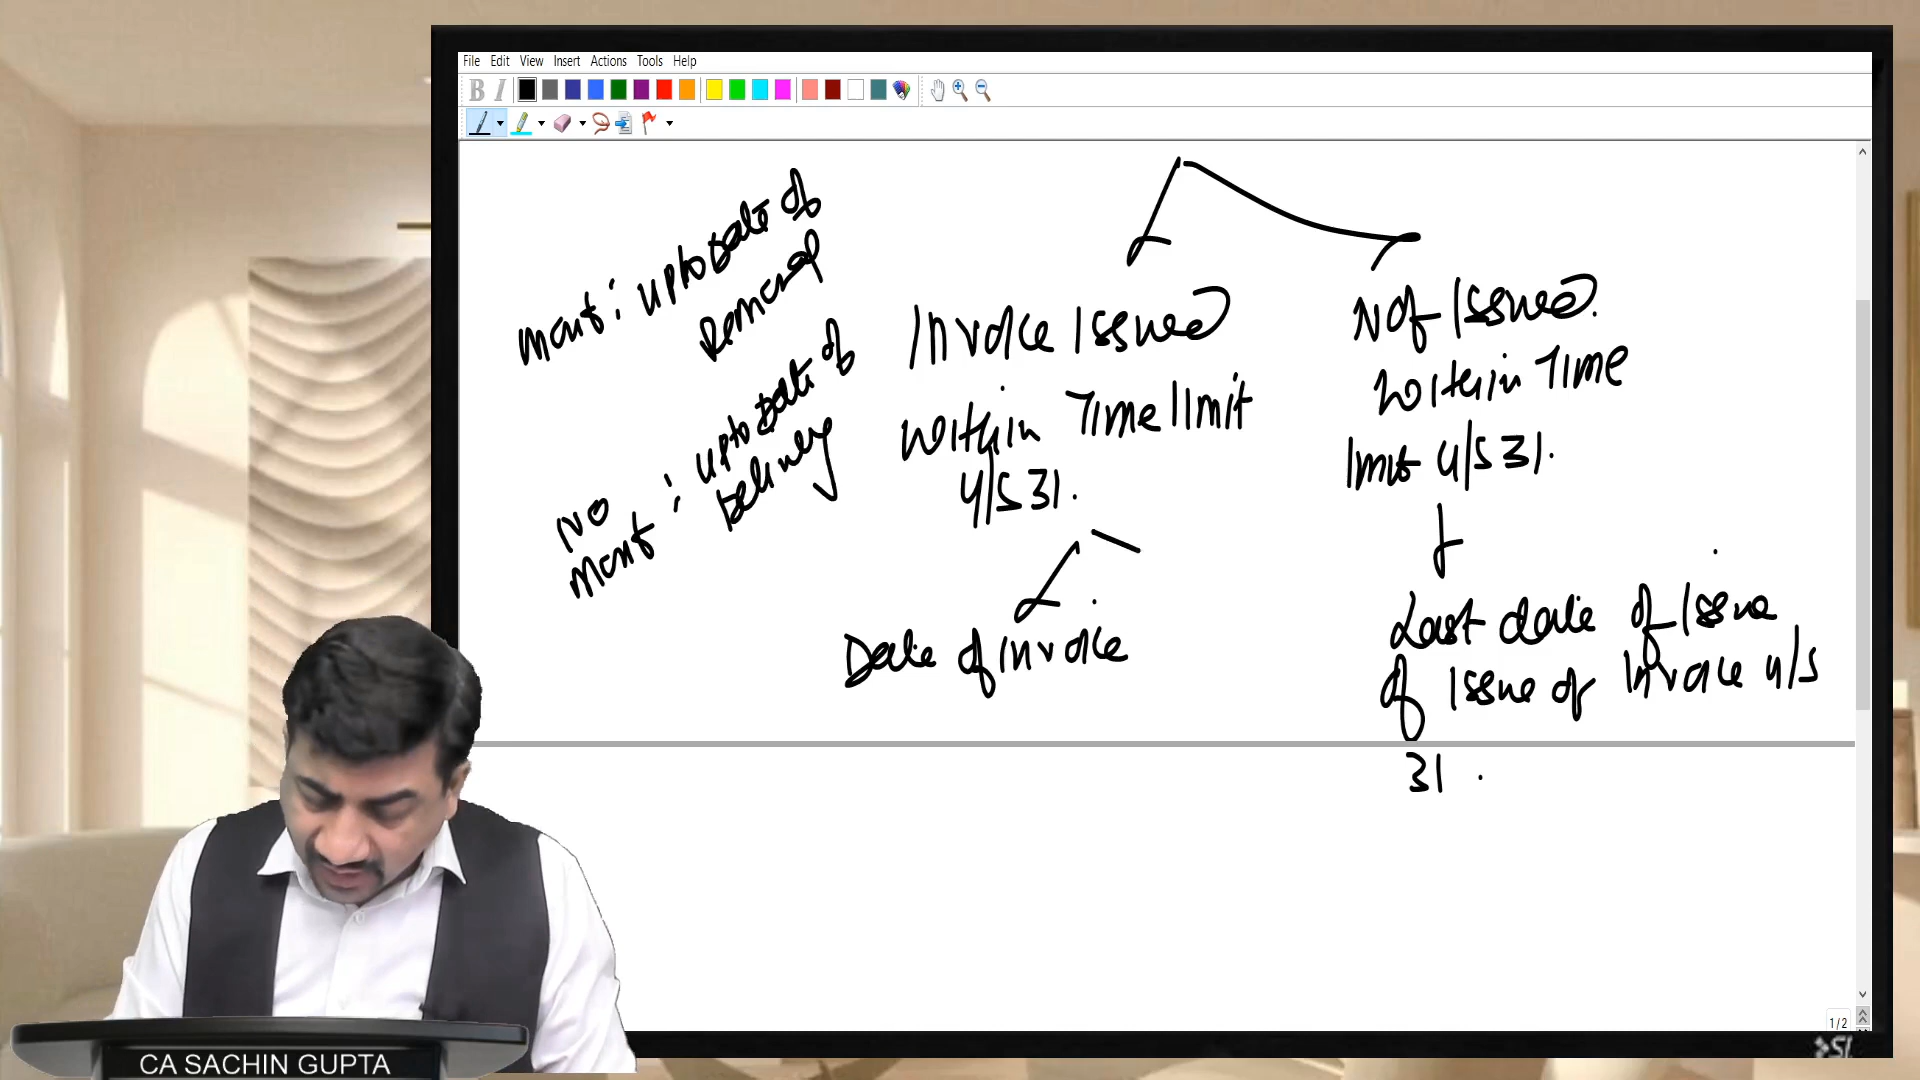 File Edit View Insert Actions Tools Help
B I
movt : upto Date of
Removal
No
movt : upto Date of
Delivery
Invoice Issued
within Time limit
u/s 31.
Date of Invoice
Not Issued.
within Time
limit u/s 31.
Last date of Issue
of Issue of Invoice u/s
31.
1/2
CA SACHIN GUPTA